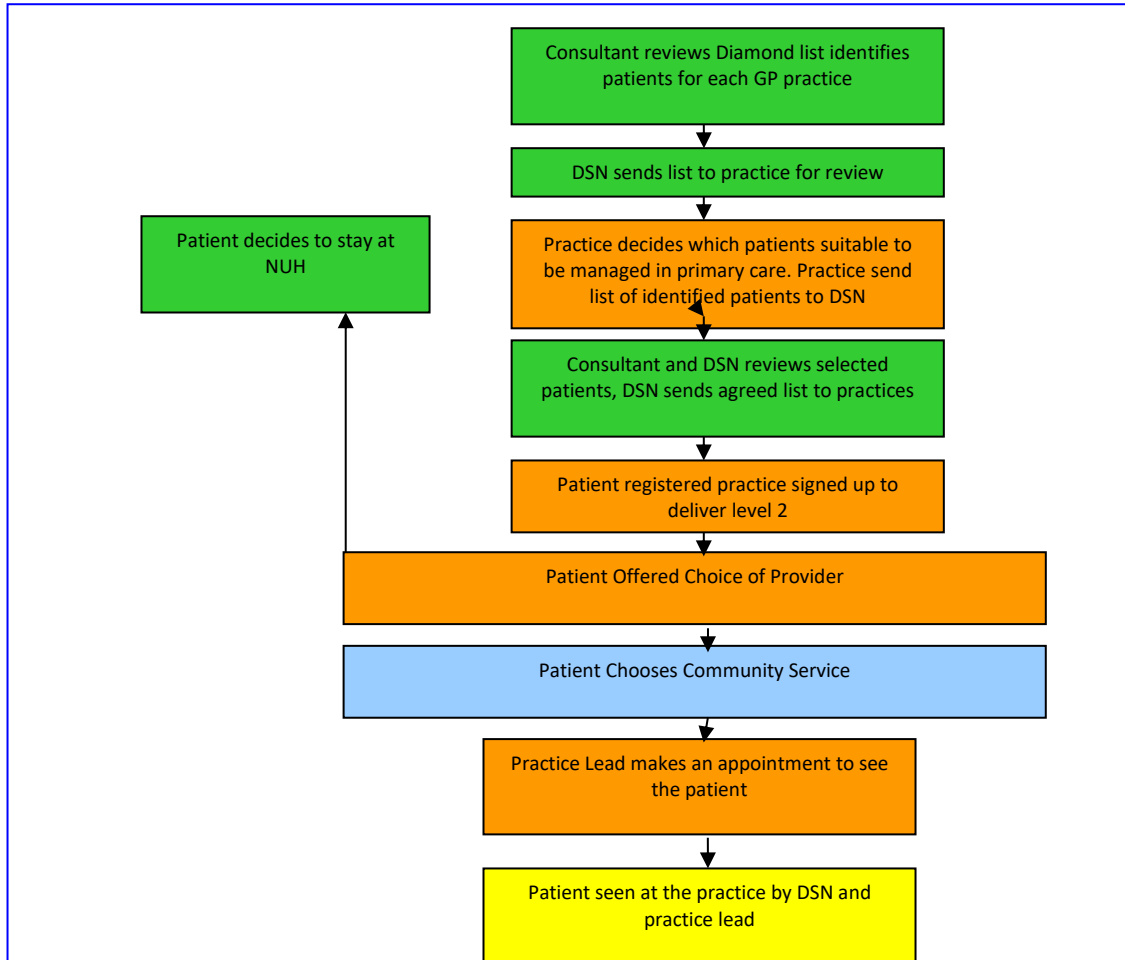 Consultant reviews Diamond list identifies
patients for each GP practice
DSN sends list to practice for review
Patient decides to stay at
NUH
Practice decides which patients suitable to
be managed in primary care. Practice send
list of identified patients to DSN
Consultant and DSN reviews selected
patients, DSN sends agreed list to practices
Patient registered practice signed up to
deliver level 2
Patient Offered Choice of Provider
Patient Chooses Community Service
Practice Lead makes an appointment to see
the patient
Patient seen at the practice by DSN and
practice lead